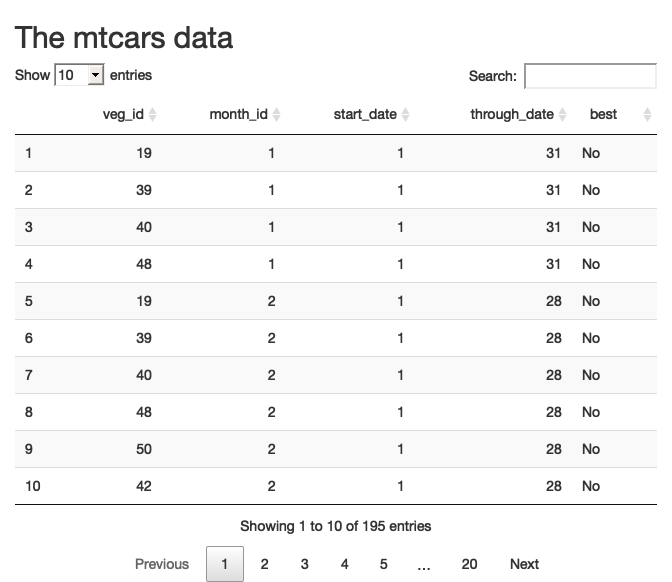 The mtcars data
Show 10 entries Search:
veg_id month_id start_date through_date best
1 19 1 1 31 No
2 39 1 1 31 No
3 40 1 1 31 No
4 48 1 1 31 No
5 19 2 1 28 No
6 39 2 1 28 No
7 40 2 1 28 No
8 48 2 1 28 No
9 50 2 1 28 No
10 42 2 1 28 No
Showing 1 to 10 of 195 entries
Previous 1 2 3 4 5 ... 20 Next